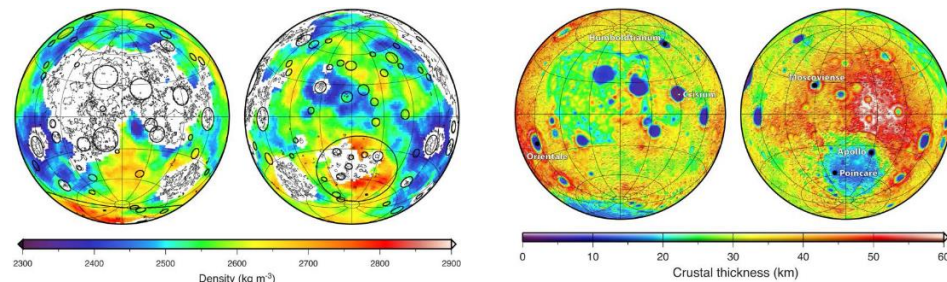 Humboldtianum
Crisium
Moscoviense
Orientale
Apollo
Poincare
2300 2400 2500 2600 2700 2800 2900
Density (kg m⁻³)
0 10 20 30 40 50 60
Crustal thickness (km)